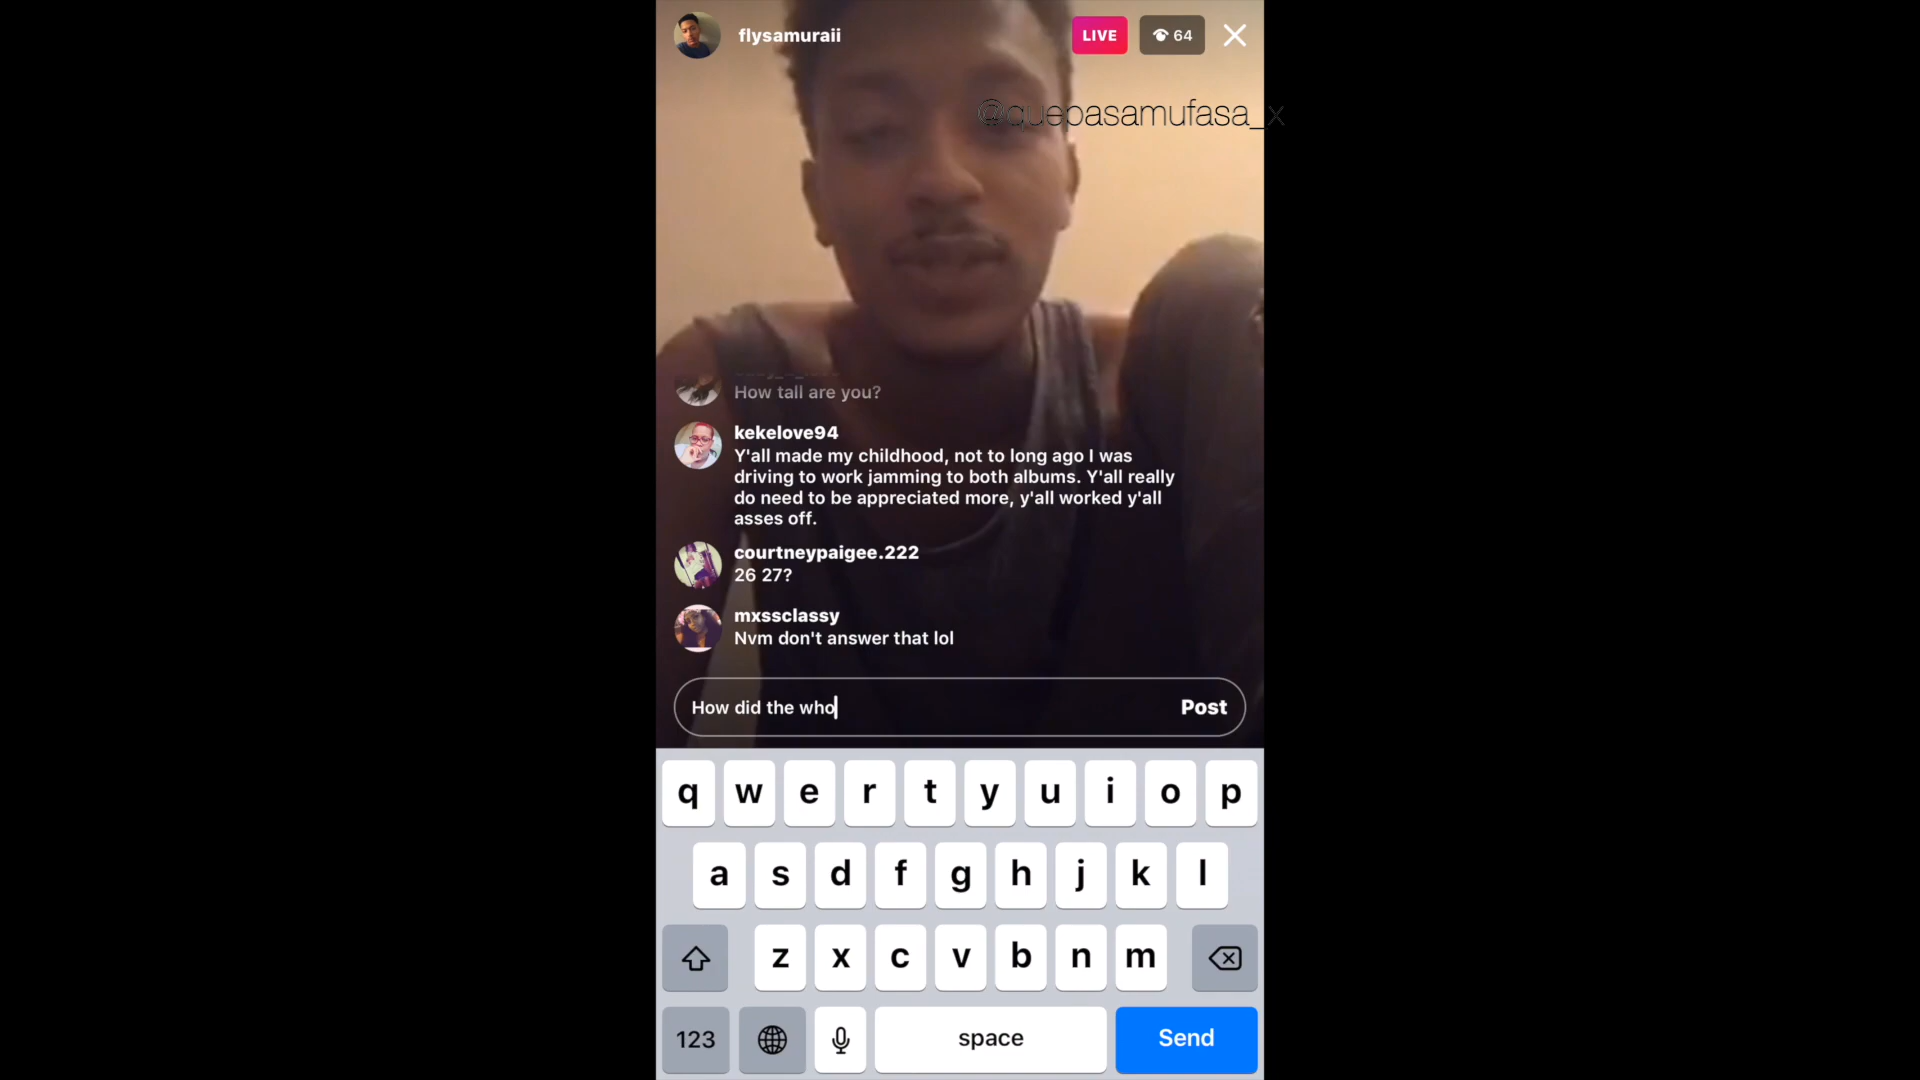 flysamuraii
LIVE
64
@quepasamufasa_x
How tall are you?
kekelove94
Y'all made my childhood, not to long ago I was
driving to work jamming to both albums. Y'all really
do need to be appreciated more, y'all worked y'all
asses off.
courtneypaigee.222
26 27?
mxssclassy
Nvm don't answer that lol
How did the who
Post
q w e r t y u i o p
a s d f g h j k l
z x c v b n m
123
space
Send